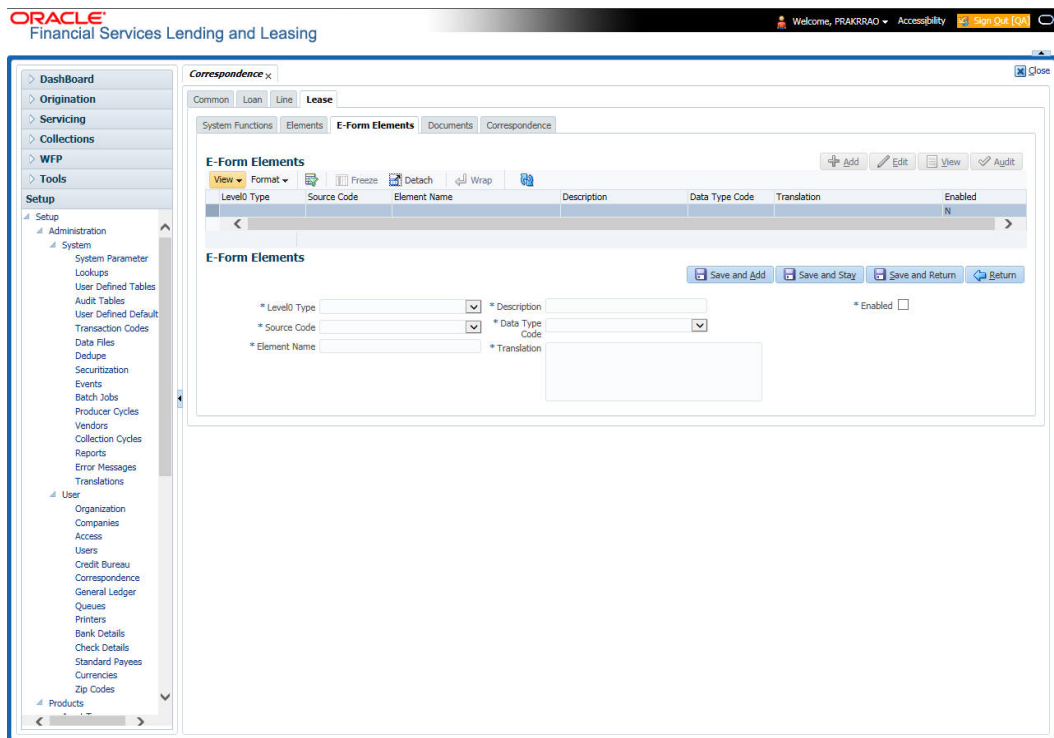 ORACLE
Financial Services Lending and Leasing
Welcome, PRAKRRAO Accessibility Sign Out [QA]
Close
DashBoard
Origination
Servicing
Collections
WFP
Tools
Setup
Setup
Administration
System
System Parameter
Lookups
User Defined Tables
Audit Tables
User Defined Default
Transaction Codes
Data Files
Dedupe
Securitization
Events
Batch Jobs
Producer Cycles
Vendors
Collection Cycles
Reports
Error Messages
Translations
User
Organization
Companies
Access
Users
Credit Bureau
Correspondence
General Ledger
Queues
Printers
Bank Details
Check Details
Standard Payees
Currencies
Zip Codes
Products
Correspondence x
Common Loan Line Lease
System Functions Elements E-Form Elements Documents Correspondence
E-Form Elements
Add Edit View Audit
View Format Freeze Detach Wrap
Level0 Type Source Code Element Name Description Data Type Code Translation Enabled
N
E-Form Elements
Save and Add Save and Stay Save and Return Return
* Level0 Type
* Source Code
* Element Name
* Description
* Data Type Code
* Translation
* Enabled